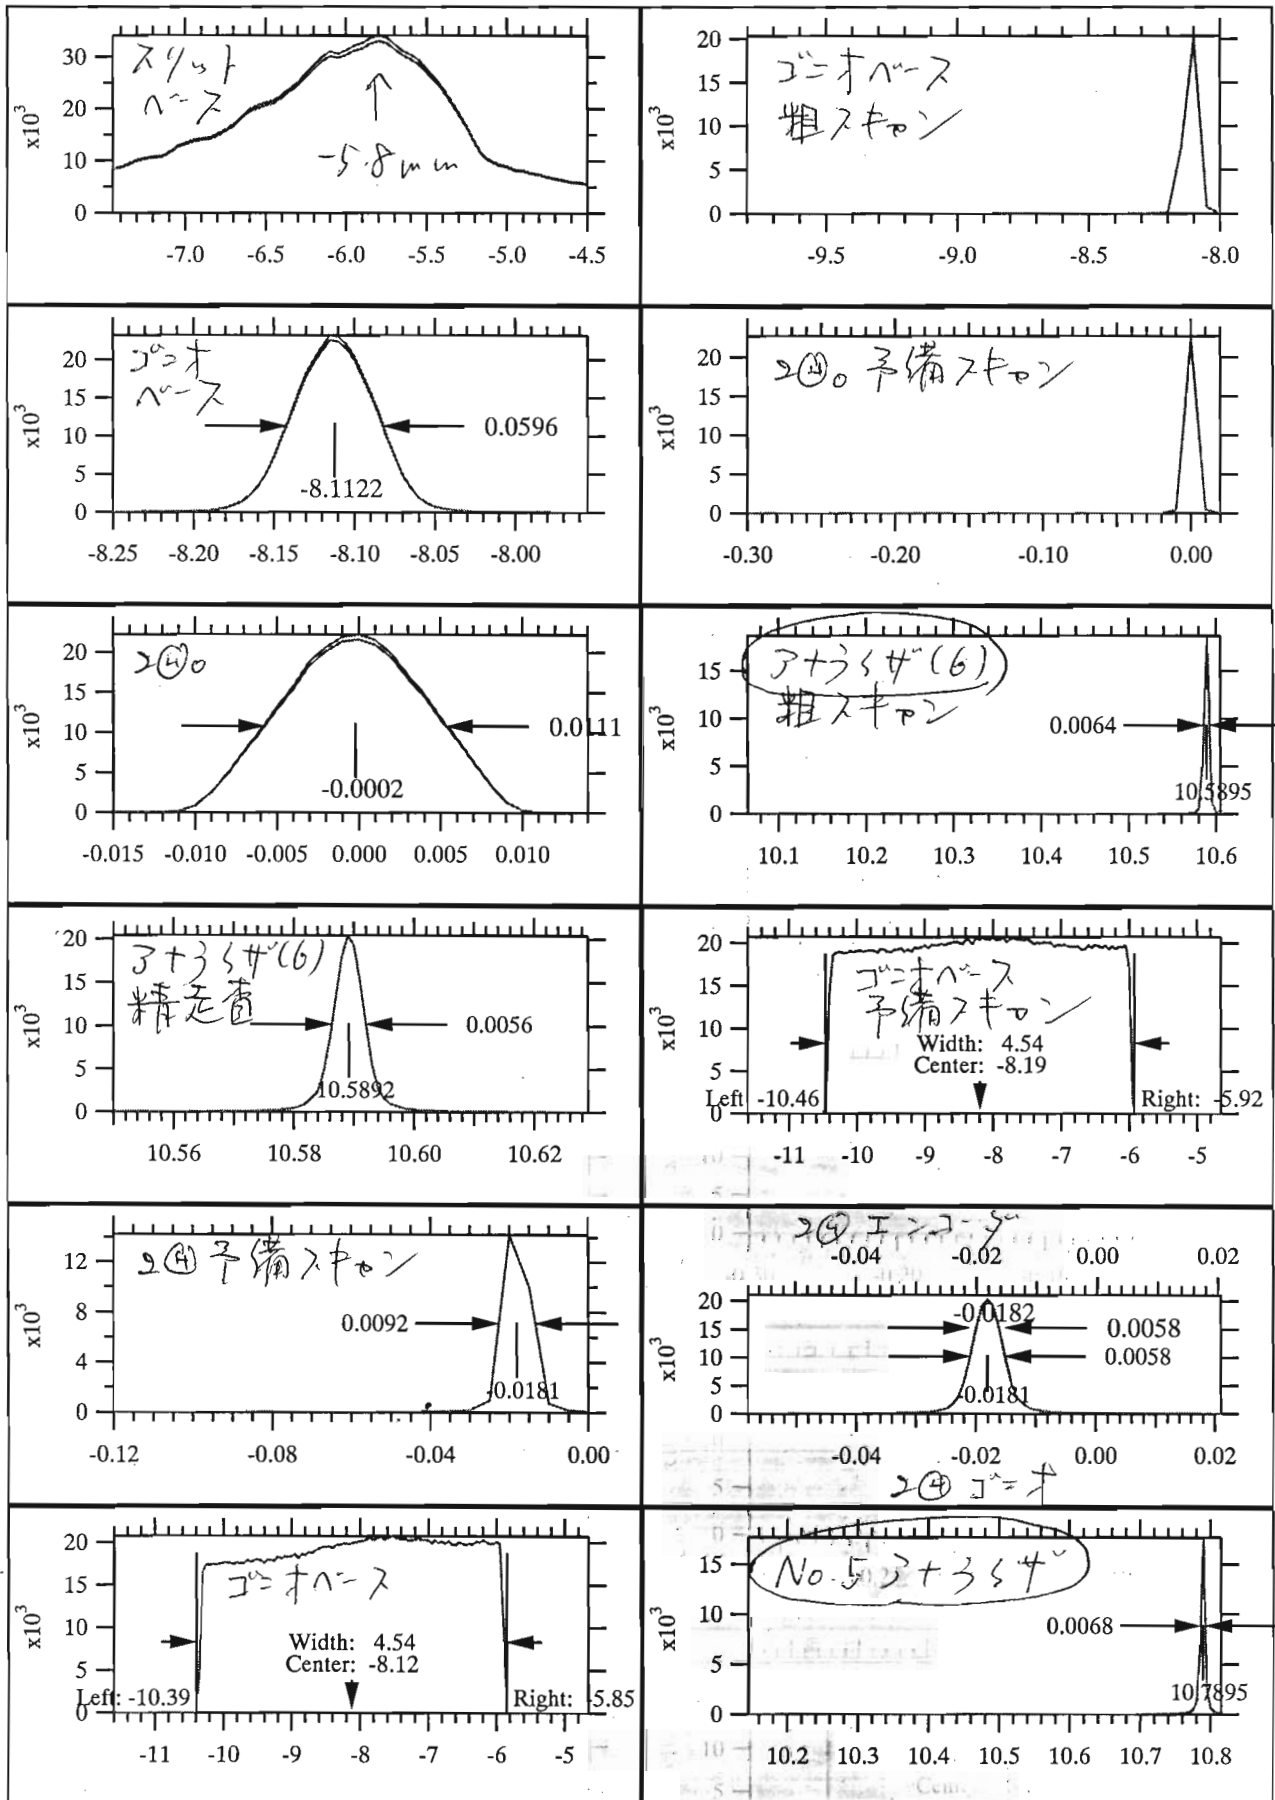 スリット
ベース
-5.8mm
x10³
30
20
10
0
-7.0 -6.5 -6.0 -5.5 -5.0 -4.5
ゴニオベース
粗スキャン
x10³
20
15
10
5
0
-9.5 -9.0 -8.5 -8.0
ゴニオ
ベース
x10³
20
15
10
5
0
0.0596
-8.1122
-8.25 -8.20 -8.15 -8.10 -8.05 -8.00
予備スキャン
x10³
20
15
10
5
0
-0.30 -0.20 -0.10 0.00
x10³
20
15
10
5
0
0.0111
-0.0002
-0.015 -0.010 -0.005 0.000 0.005 0.010
アナライザ(6)
粗スキャン
x10³
15
10
5
0
0.0064
10.5895
10.1 10.2 10.3 10.4 10.5 10.6
アナライザ(6)
精走査
x10³
20
15
10
5
0
0.0056
10.5892
10.56 10.58 10.60 10.62
ゴニオベース
予備スキャン
x10³
20
15
10
5
0
Width: 4.54
Center: -8.19
Left -10.46
Right: -5.92
-11 -10 -9 -8 -7 -6 -5
予備スキャン
x10³
12
8
4
0
0.0092
-0.0181
-0.12 -0.08 -0.04 0.00
エンコーダ
-0.04 -0.02 0.00 0.02
x10³
20
15
10
5
0
-0.0182
0.0058
0.0058
-0.0181
-0.04 -0.02 0.00 0.02
ゴニオ
ゴニオベース
x10³
20
15
10
5
0
Width: 4.54
Center: -8.12
Left: -10.39
Right: -5.85
-11 -10 -9 -8 -7 -6 -5
No.5 アナライザ
x10³
15
10
5
0
0.0068
10.7895
10.2 10.3 10.4 10.5 10.6 10.7 10.8